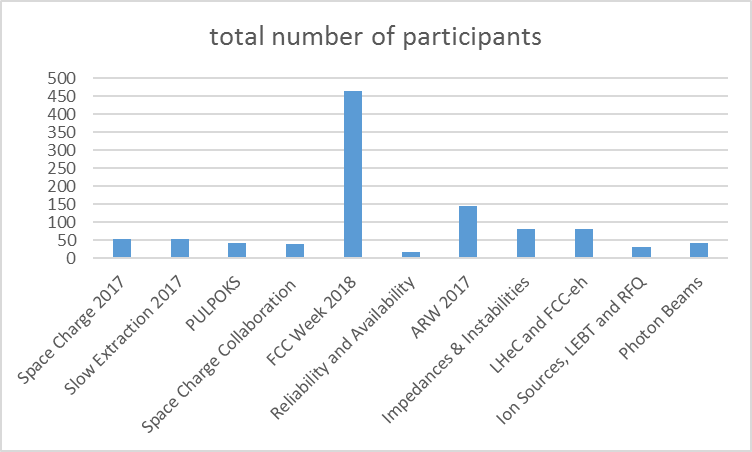 total number of participants
500
450
400
350
300
250
200
150
100
50
0
Space Charge 2017
Slow Extraction 2017
PULPOKS
Space Charge Collaboration
FCC Week 2018
Reliability and Availability
ARW 2017
Impedances & Instabilities
LHeC and FCC-eh
Ion Sources, LEBT and RFQ
Photon Beams